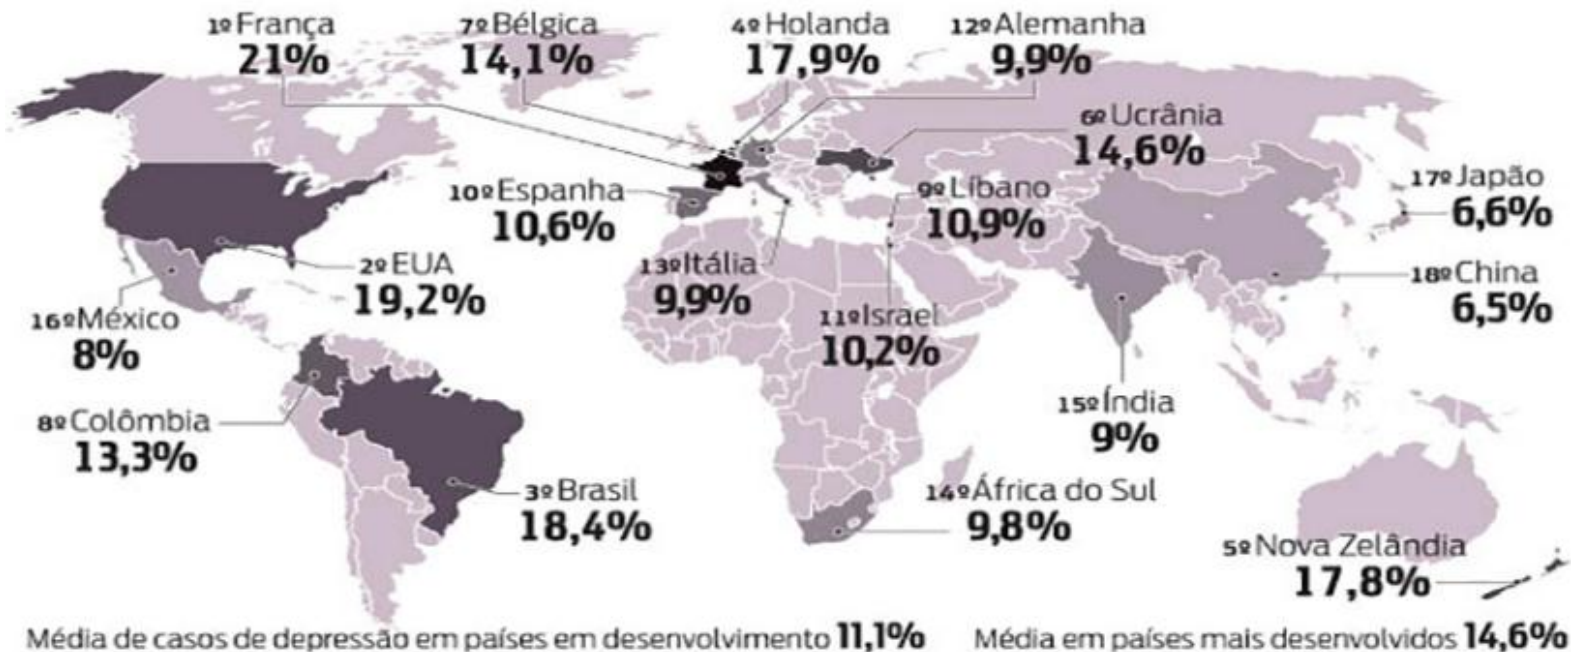 1º França
21%
7º Bélgica
14,1%
4º Holanda
17,9%
12º Alemanha
9,9%
6º Ucrânia
14,6%
17º Japão
6,6%
10º Espanha
10,6%
9º Líbano
10,9%
2º EUA
19,2%
13º Itália
9,9%
18º China
6,5%
16º México
8%
11º Israel
10,2%
8º Colômbia
13,3%
15º Índia
9%
3º Brasil
18,4%
14º África do Sul
9,8%
5º Nova Zelândia
17,8%
Média de casos de depressão em países em desenvolvimento 11,1%
Média em países mais desenvolvidos 14,6%